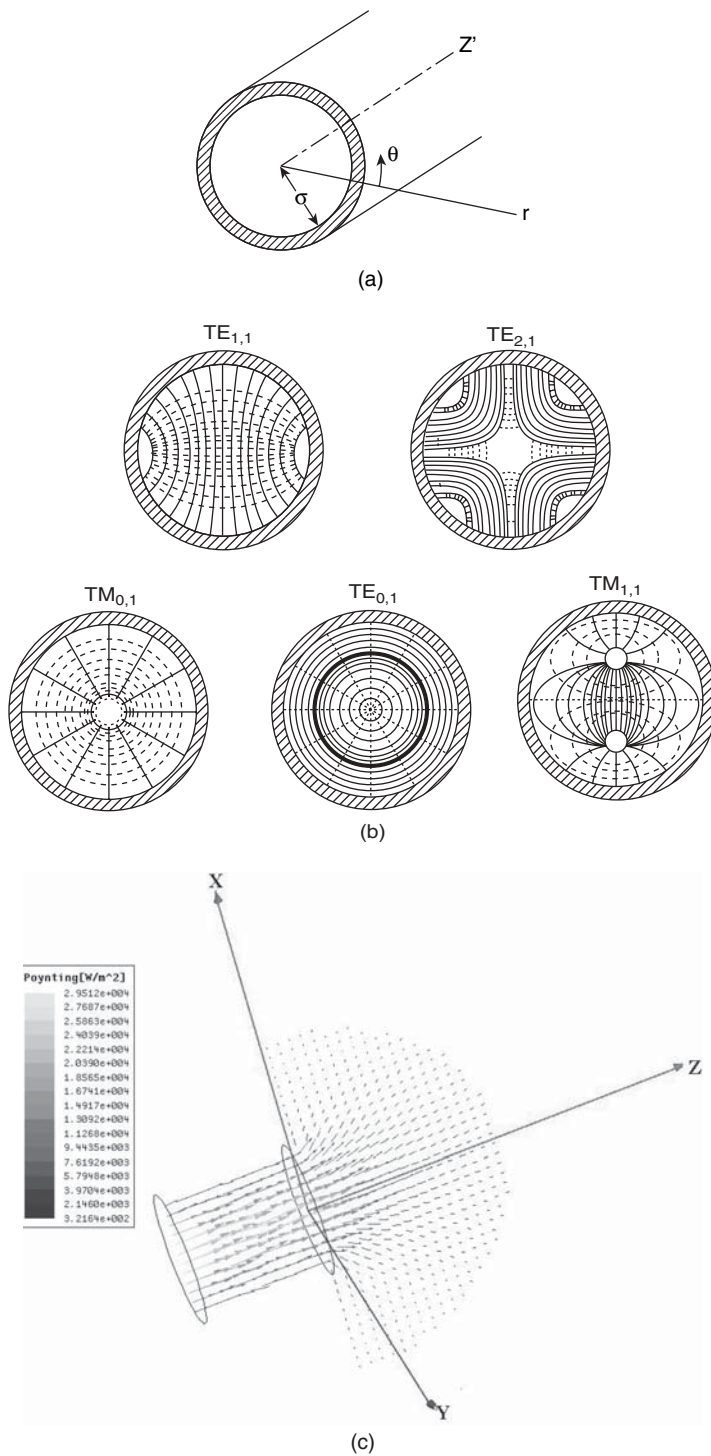 Z'
θ
σ
r
(a)
TE1,1
TE2,1
TM0,1
TE0,1
TM1,1
(b)
X
Poynting[W/m^2]
2.9512e+004
2.7687e+004
2.5863e+004
2.4039e+004
2.2214e+004
2.0390e+004
1.8565e+004
1.6741e+004
1.4917e+004
1.3092e+004
1.1268e+004
9.4435e+003
7.6192e+003
5.7948e+003
3.9704e+003
2.1460e+003
3.2164e+002
Z
Y
(c)